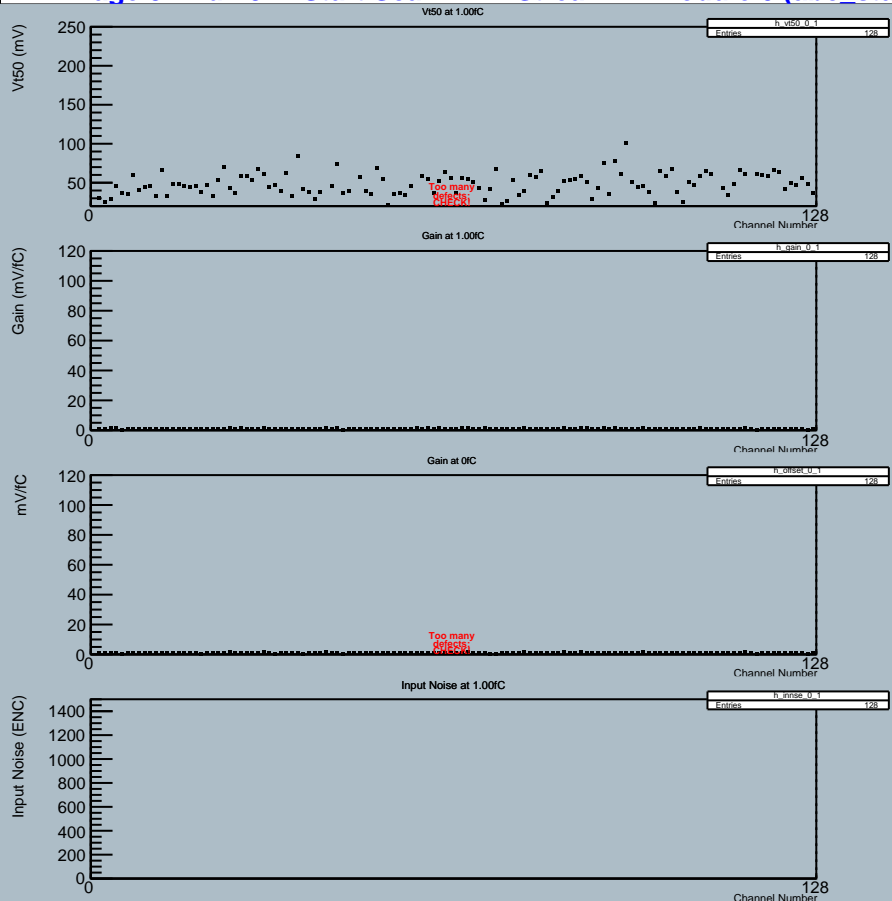 Vt50 at 1.00fC
h_vt50_0_1
Entries 128
Vt50 (mV)
250
200
150
100
50
Too many
defects:
CHECK!
0
128
Channel Number
Gain at 1.00fC
h_gain_0_1
Entries 128
Gain (mV/fC)
120
100
80
60
40
20
0
0
128
Channel Number
Gain at 0fC
h_offset_0_1
Entries 128
mV/fC
120
100
80
60
40
20
0
Too many
defects:
CHECK!
0
128
Channel Number
Input Noise at 1.00fC
h_innse_0_1
Entries 128
Input Noise (ENC)
1400
1200
1000
800
600
400
200
0
0
128
Channel Number